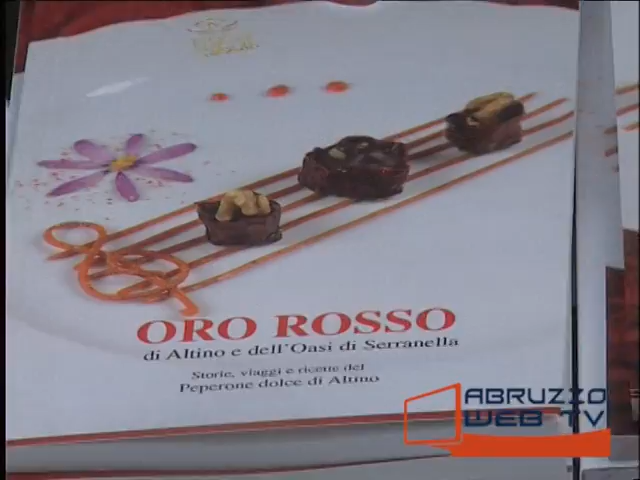 ORO ROSSO
di Altino e dell'Oasi di Serranella
Storie, viaggi e ricette del
Peperone dolce di Altino
ABRUZZO
WEB TV